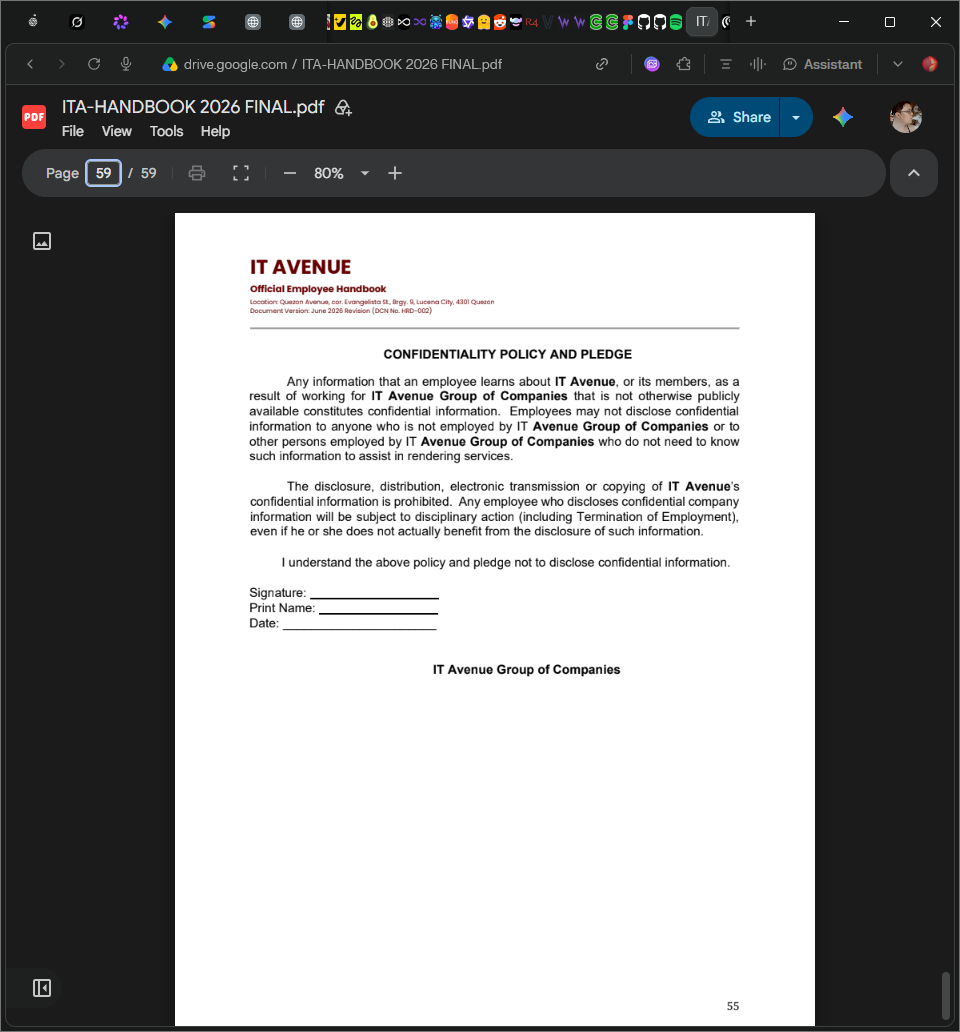 drive.google.com / ITA-HANDBOOK 2026 FINAL.pdf
Assistant
PDF
ITA-HANDBOOK 2026 FINAL.pdf
File View Tools Help
Share
Page 59 / 59
80%
IT AVENUE
Official Employee Handbook
Location: Quezon Avenue, cor. Evangelista St., Brgy. 9, Lucena City, 4301 Quezon
Document Version: June 2026 Revision (DCN No. HRD-002)
CONFIDENTIALITY POLICY AND PLEDGE
Any information that an employee learns about IT Avenue, or its members, as a
result of working for IT Avenue Group of Companies that is not otherwise publicly
available constitutes confidential information. Employees may not disclose confidential
information to anyone who is not employed by IT Avenue Group of Companies or to
other persons employed by IT Avenue Group of Companies who do not need to know
such information to assist in rendering services.
The disclosure, distribution, electronic transmission or copying of IT Avenue's
confidential information is prohibited. Any employee who discloses confidential company
information will be subject to disciplinary action (including Termination of Employment),
even if he or she does not actually benefit from the disclosure of such information.
I understand the above policy and pledge not to disclose confidential information.
Signature:
Print Name:
Date:
IT Avenue Group of Companies
55